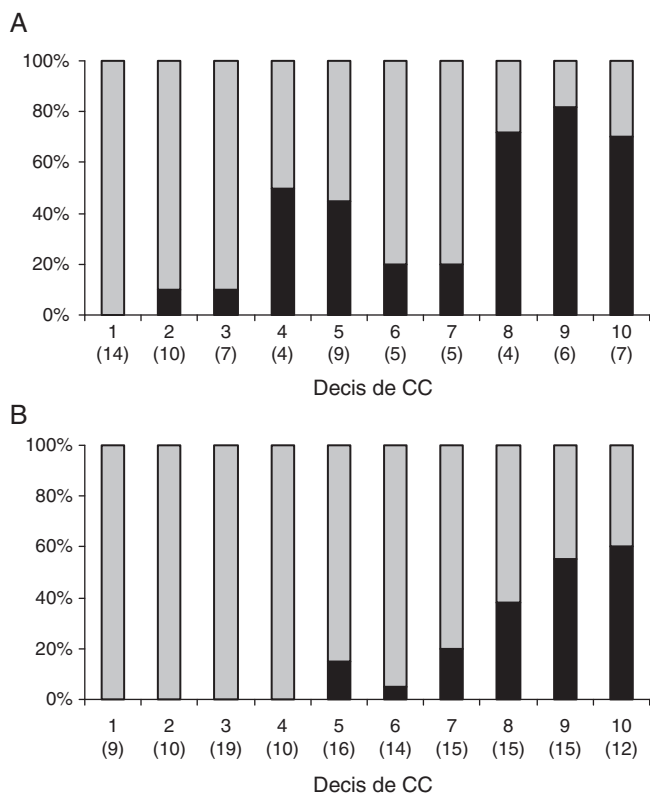 A
100%
80%
60%
40%
20%
0%
1 2 3 4 5 6 7 8 9 10
(14) (10) (7) (4) (9) (5) (5) (4) (6) (7)
Decis de CC
B
100%
80%
60%
40%
20%
0%
1 2 3 4 5 6 7 8 9 10
(9) (10) (19) (10) (16) (14) (15) (15) (15) (12)
Decis de CC